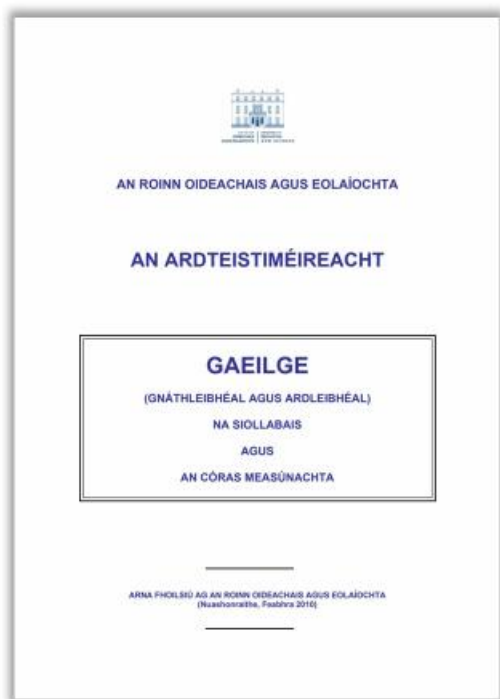 AN ROINN OIDEACHAIS AGUS EOLAÍOCHTA
AN ARDTEISTIMÉIREACHT
GAEILGE
(GNÁTHLEIBHÉAL AGUS ARDLEIBHÉAL)
NA SIOLLABAIS
AGUS
AN CÓRAS MEASÚNACHTA
ARNA FHOILSIÚ AG AN ROINN OIDEACHAIS AGUS EOLAÍOCHTA
(Nuashonraithe, Feabhra 2010)